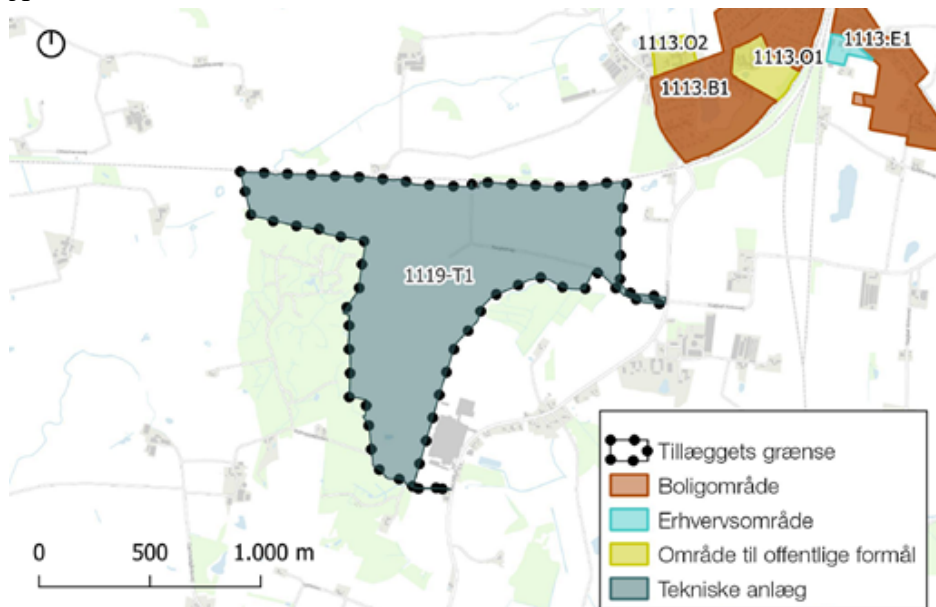 1113.O2
1113.E1
1113.O1
1113.B1
1119-T1
Tillæggets grænse
Boligområde
Erhvervsområde
Område til offentlige formål
Tekniske anlæg
0 500 1.000 m